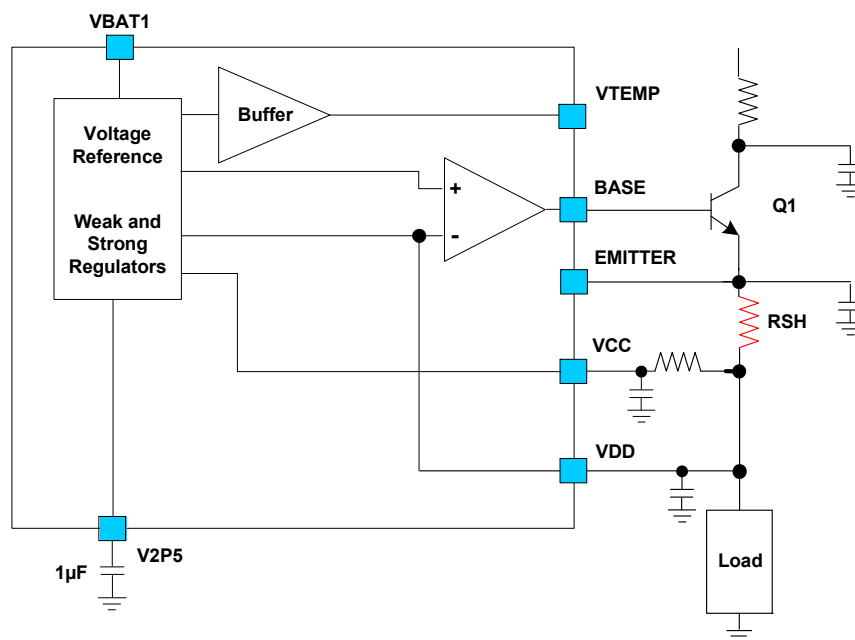 VBAT1
Voltage
Reference
Weak and
Strong
Regulators
Buffer
+
-
VTEMP
BASE
Q1
EMITTER
RSH
VCC
VDD
V2P5
1µF
Load